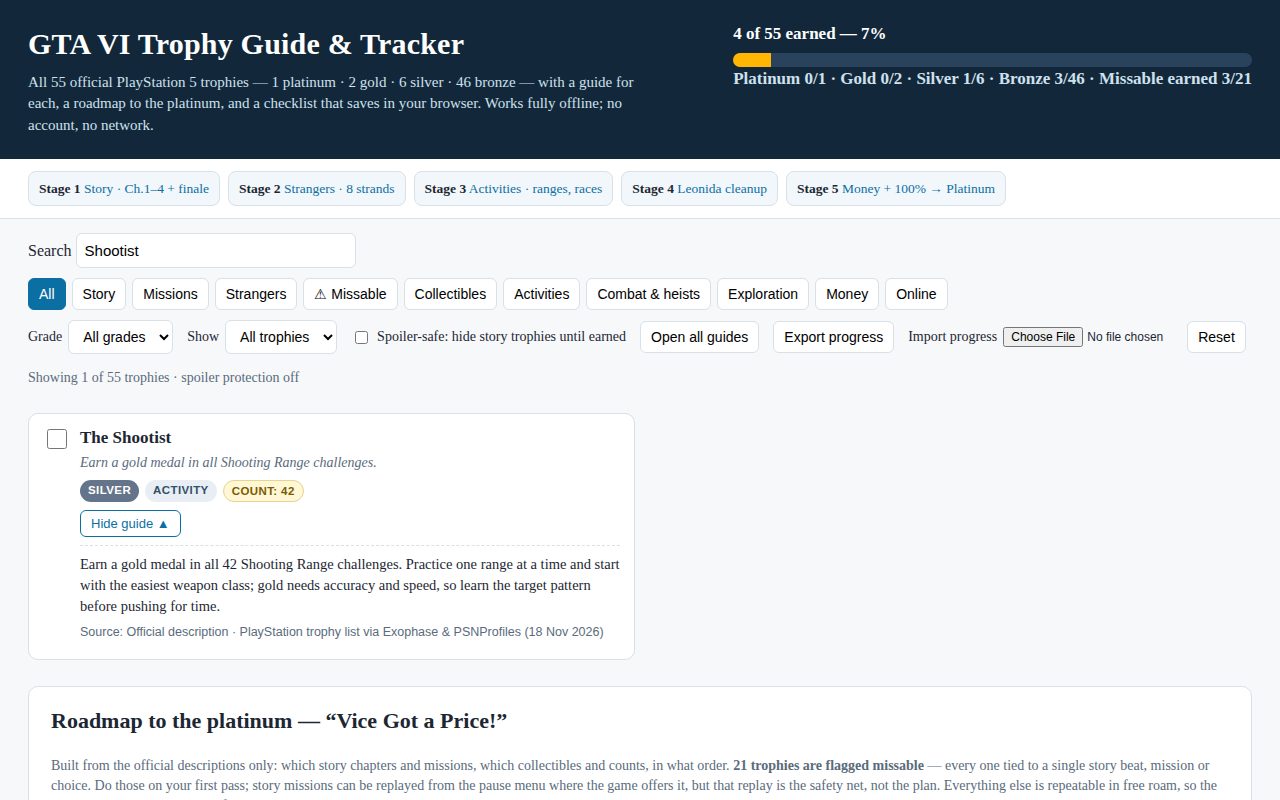 GTA VI Trophy Guide & Tracker
All 55 official PlayStation 5 trophies — 1 platinum · 2 gold · 6 silver · 46 bronze — with a guide for
each, a roadmap to the platinum, and a checklist that saves in your browser. Works fully offline; no
account, no network.
4 of 55 earned — 7%
Platinum 0/1 · Gold 0/2 · Silver 1/6 · Bronze 3/46 · Missable earned 3/21
Stage 1 Story · Ch.1–4 + finale
Stage 2 Strangers · 8 strands
Stage 3 Activities · ranges, races
Stage 4 Leonida cleanup
Stage 5 Money + 100% → Platinum
Search Shootist
All Story Missions Strangers ⚠ Missable Collectibles Activities Combat & heists Exploration Money Online
Grade All grades Show All trophies Spoiler-safe: hide story trophies until earned Open all guides Export progress Import progress Choose File No file chosen Reset
Showing 1 of 55 trophies · spoiler protection off
The Shootist
Earn a gold medal in all Shooting Range challenges.
SILVER ACTIVITY COUNT: 42
Hide guide ▲
Earn a gold medal in all 42 Shooting Range challenges. Practice one range at a time and start
with the easiest weapon class; gold needs accuracy and speed, so learn the target pattern
before pushing for time.
Source: Official description · PlayStation trophy list via Exophase & PSNProfiles (18 Nov 2026)
Roadmap to the platinum — “Vice Got a Price!”
Built from the official descriptions only: which story chapters and missions, which collectibles and counts, in what order. 21 trophies are flagged missable — every one tied to a single story beat, mission or
choice. Do those on your first pass; story missions can be replayed from the pause menu where the game offers it, but that replay is the safety net, not the plan. Everything else is repeatable in free roam, so the